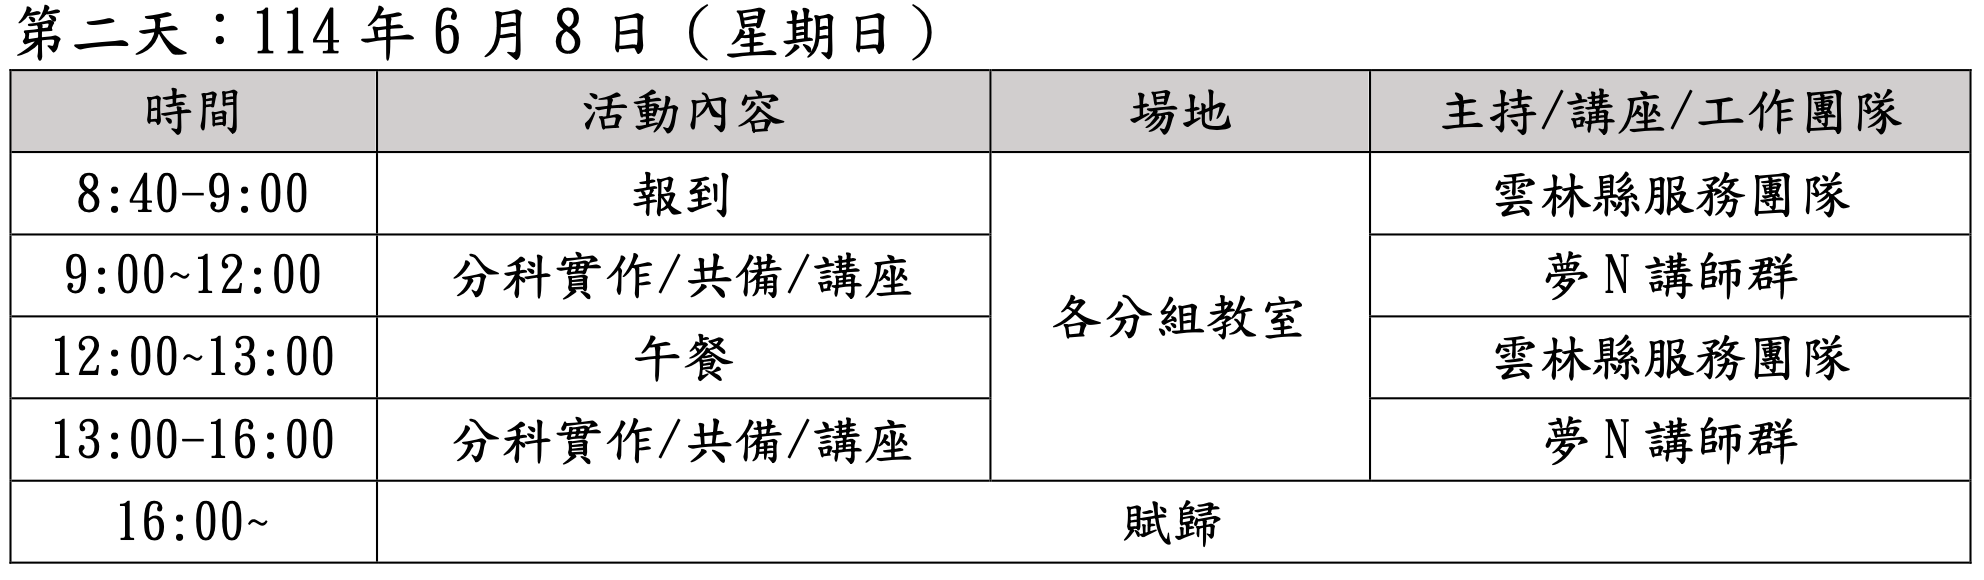 第二天：114 年 6 月 8 日（星期日）
時間 活動內容 場地 主持/講座/工作團隊
8:40-9:00 報到 各分組教室 雲林縣服務團隊
9:00~12:00 分科實作/共備/講座 夢 N 講師群
12:00~13:00 午餐 雲林縣服務團隊
13:00-16:00 分科實作/共備/講座 夢 N 講師群
16:00~ 賦歸